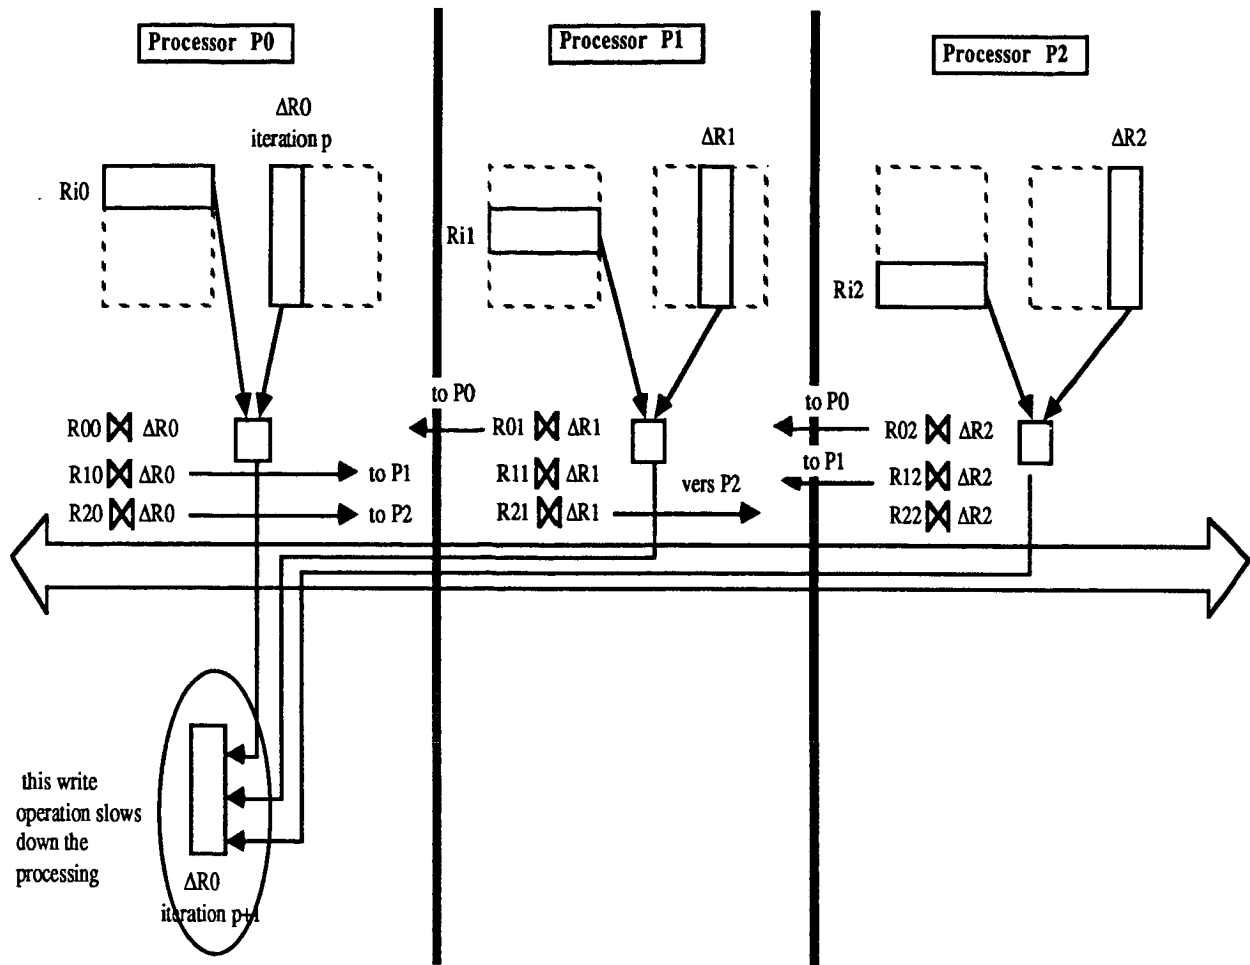 Processor P0
Processor P1
Processor P2
ΔR0
iteration p
ΔR1
ΔR2
Ri0
Ri1
Ri2
to P0
to P0
R00 ⋈ ΔR0
R01 ⋈ ΔR1
R02 ⋈ ΔR2
to P1
R10 ⋈ ΔR0
to P1
R11 ⋈ ΔR1
vers P2
R12 ⋈ ΔR2
R20 ⋈ ΔR0
to P2
R21 ⋈ ΔR1
R22 ⋈ ΔR2
this write
operation slows
down the
processing
ΔR0
iteration p+1